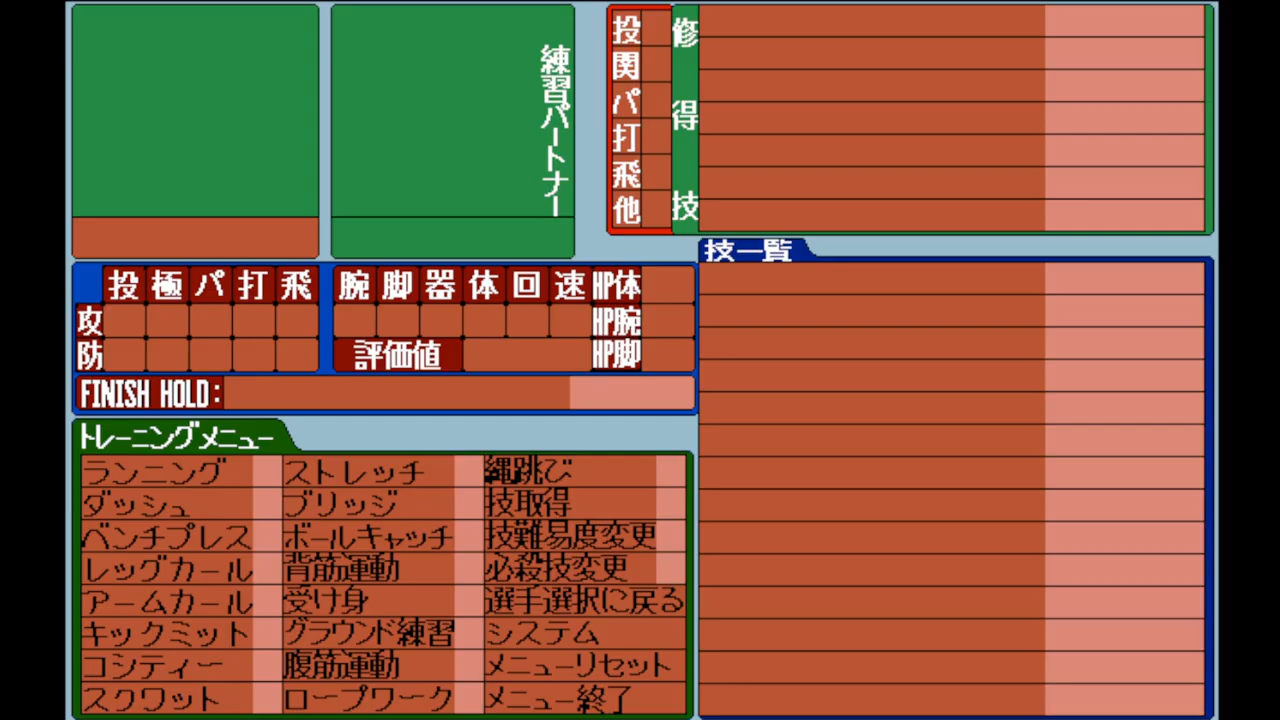 練習パートナー
投
関
パ
打
飛
他
修得技
技一覧
投 極 パ 打 飛
攻
防
腕 脚 器 体 回 速 HP体
HP腕
評価値 HP脚
FINISH HOLD:
トレーニングメニュー
ランニング ストレッチ 縄跳び
ダッシュ ブリッジ 技取得
ベンチプレス ボールキャッチ 技難易度変更
レッグカール 背筋運動 必殺技変更
アームカール 受け身 選手選択に戻る
キックミット グラウンド練習 システム
コシティー 腹筋運動 メニューリセット
スクワット ロープワーク メニュー終了